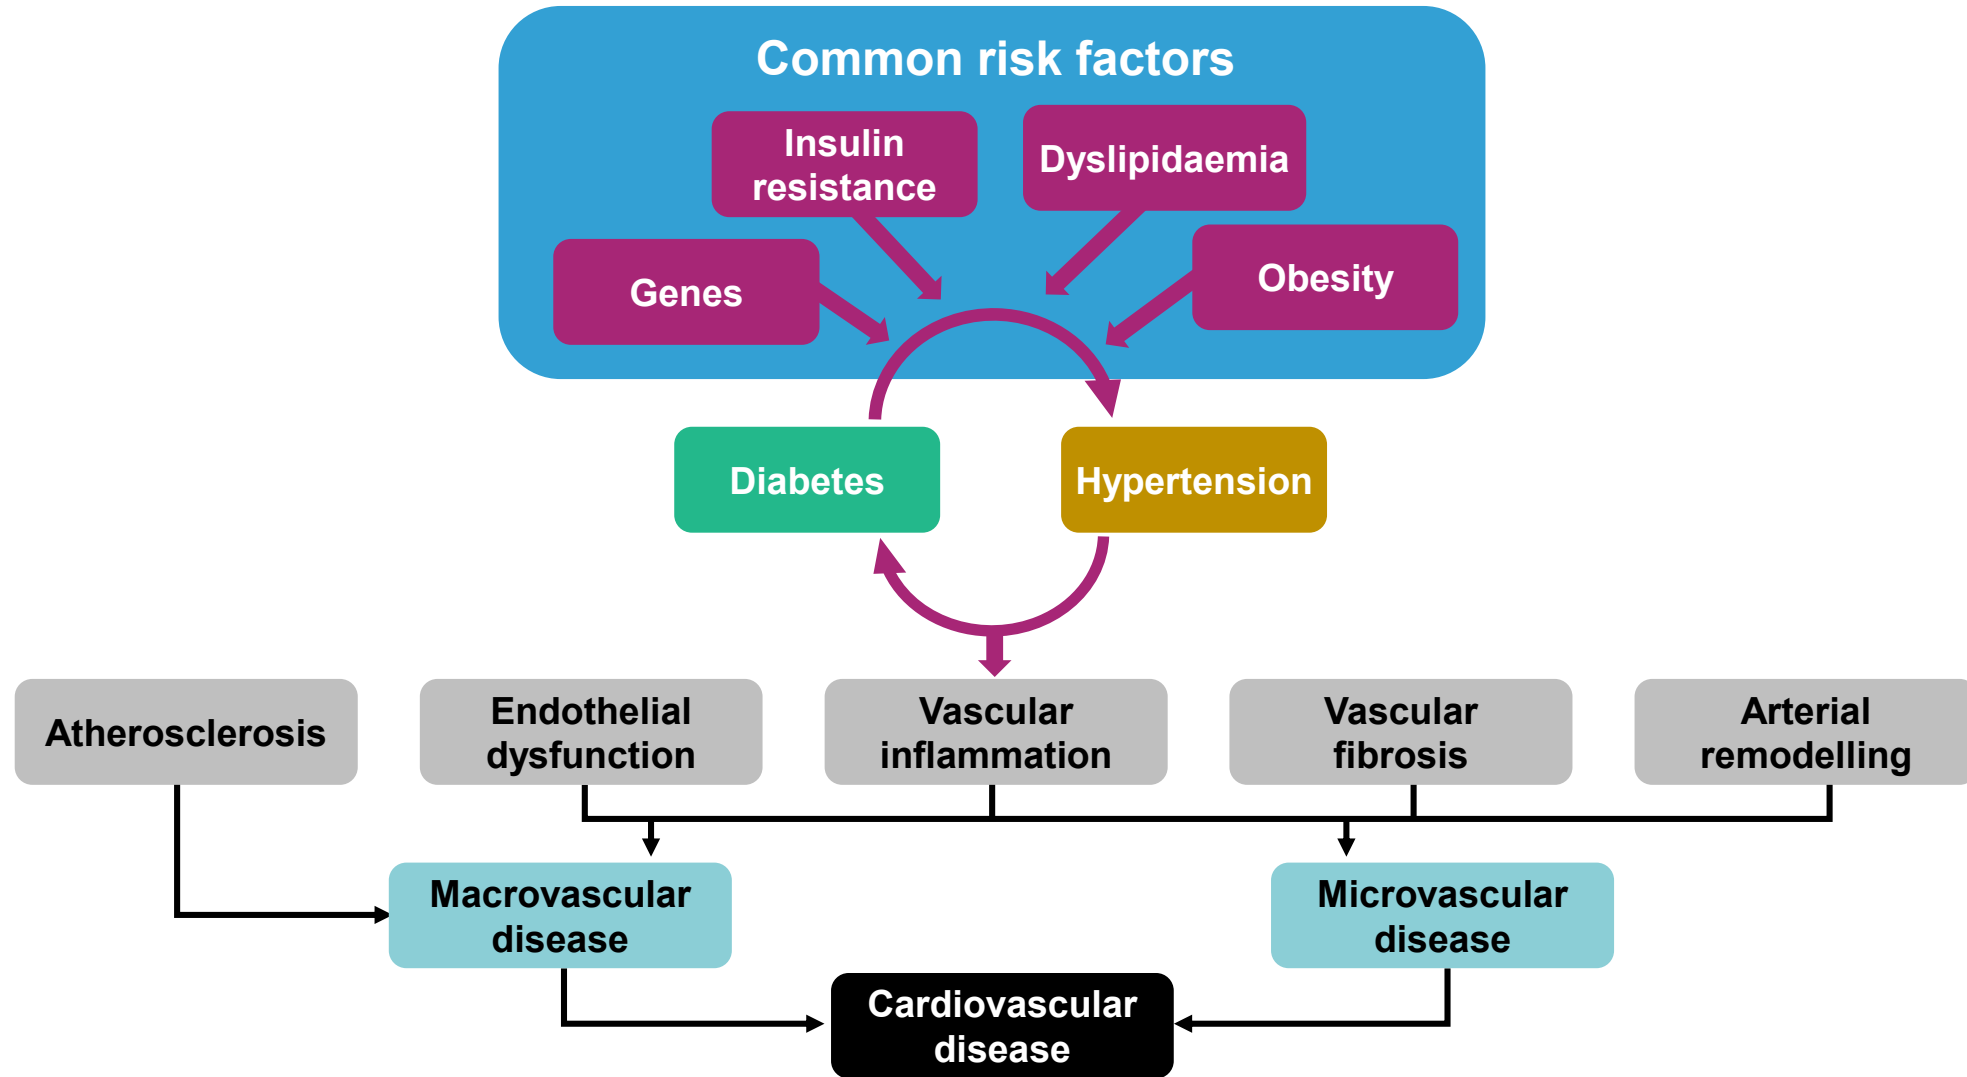 Common risk factors
Insulin
resistance
Dyslipidaemia
Genes
Obesity
Diabetes
Hypertension
Atherosclerosis
Endothelial
dysfunction
Vascular
inflammation
Vascular
fibrosis
Arterial
remodelling
Macrovascular
disease
Microvascular
disease
Cardiovascular
disease